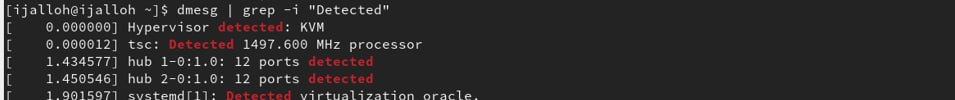 [ijalloh@ijalloh ~]$ dmesg | grep -i "Detected"
[    0.000000] Hypervisor detected: KVM
[    0.000012] tsc: Detected 1497.600 MHz processor
[    1.434577] hub 1-0:1.0: 12 ports detected
[    1.450546] hub 2-0:1.0: 12 ports detected
[    1.901597] systemd[1]: Detected virtualization oracle.